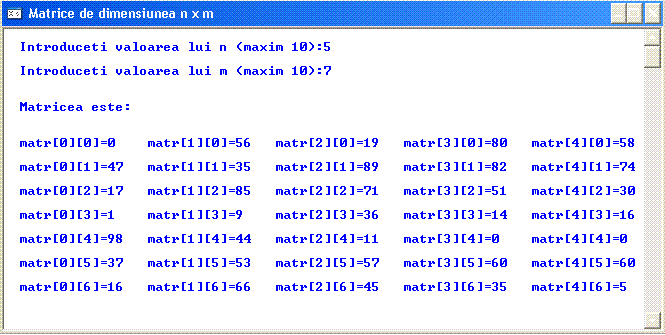 Matrice de dimensiunea n x m
Introduceti valoarea lui n (maxim 10):5
Introduceti valoarea lui m (maxim 10):7
Matricea este:
matr[0][0]=0 matr[1][0]=56 matr[2][0]=19 matr[3][0]=80 matr[4][0]=58
matr[0][1]=47 matr[1][1]=35 matr[2][1]=89 matr[3][1]=82 matr[4][1]=74
matr[0][2]=17 matr[1][2]=85 matr[2][2]=71 matr[3][2]=51 matr[4][2]=30
matr[0][3]=1 matr[1][3]=9 matr[2][3]=36 matr[3][3]=14 matr[4][3]=16
matr[0][4]=98 matr[1][4]=44 matr[2][4]=11 matr[3][4]=0 matr[4][4]=0
matr[0][5]=37 matr[1][5]=53 matr[2][5]=57 matr[3][5]=60 matr[4][5]=60
matr[0][6]=16 matr[1][6]=66 matr[2][6]=45 matr[3][6]=35 matr[4][6]=5